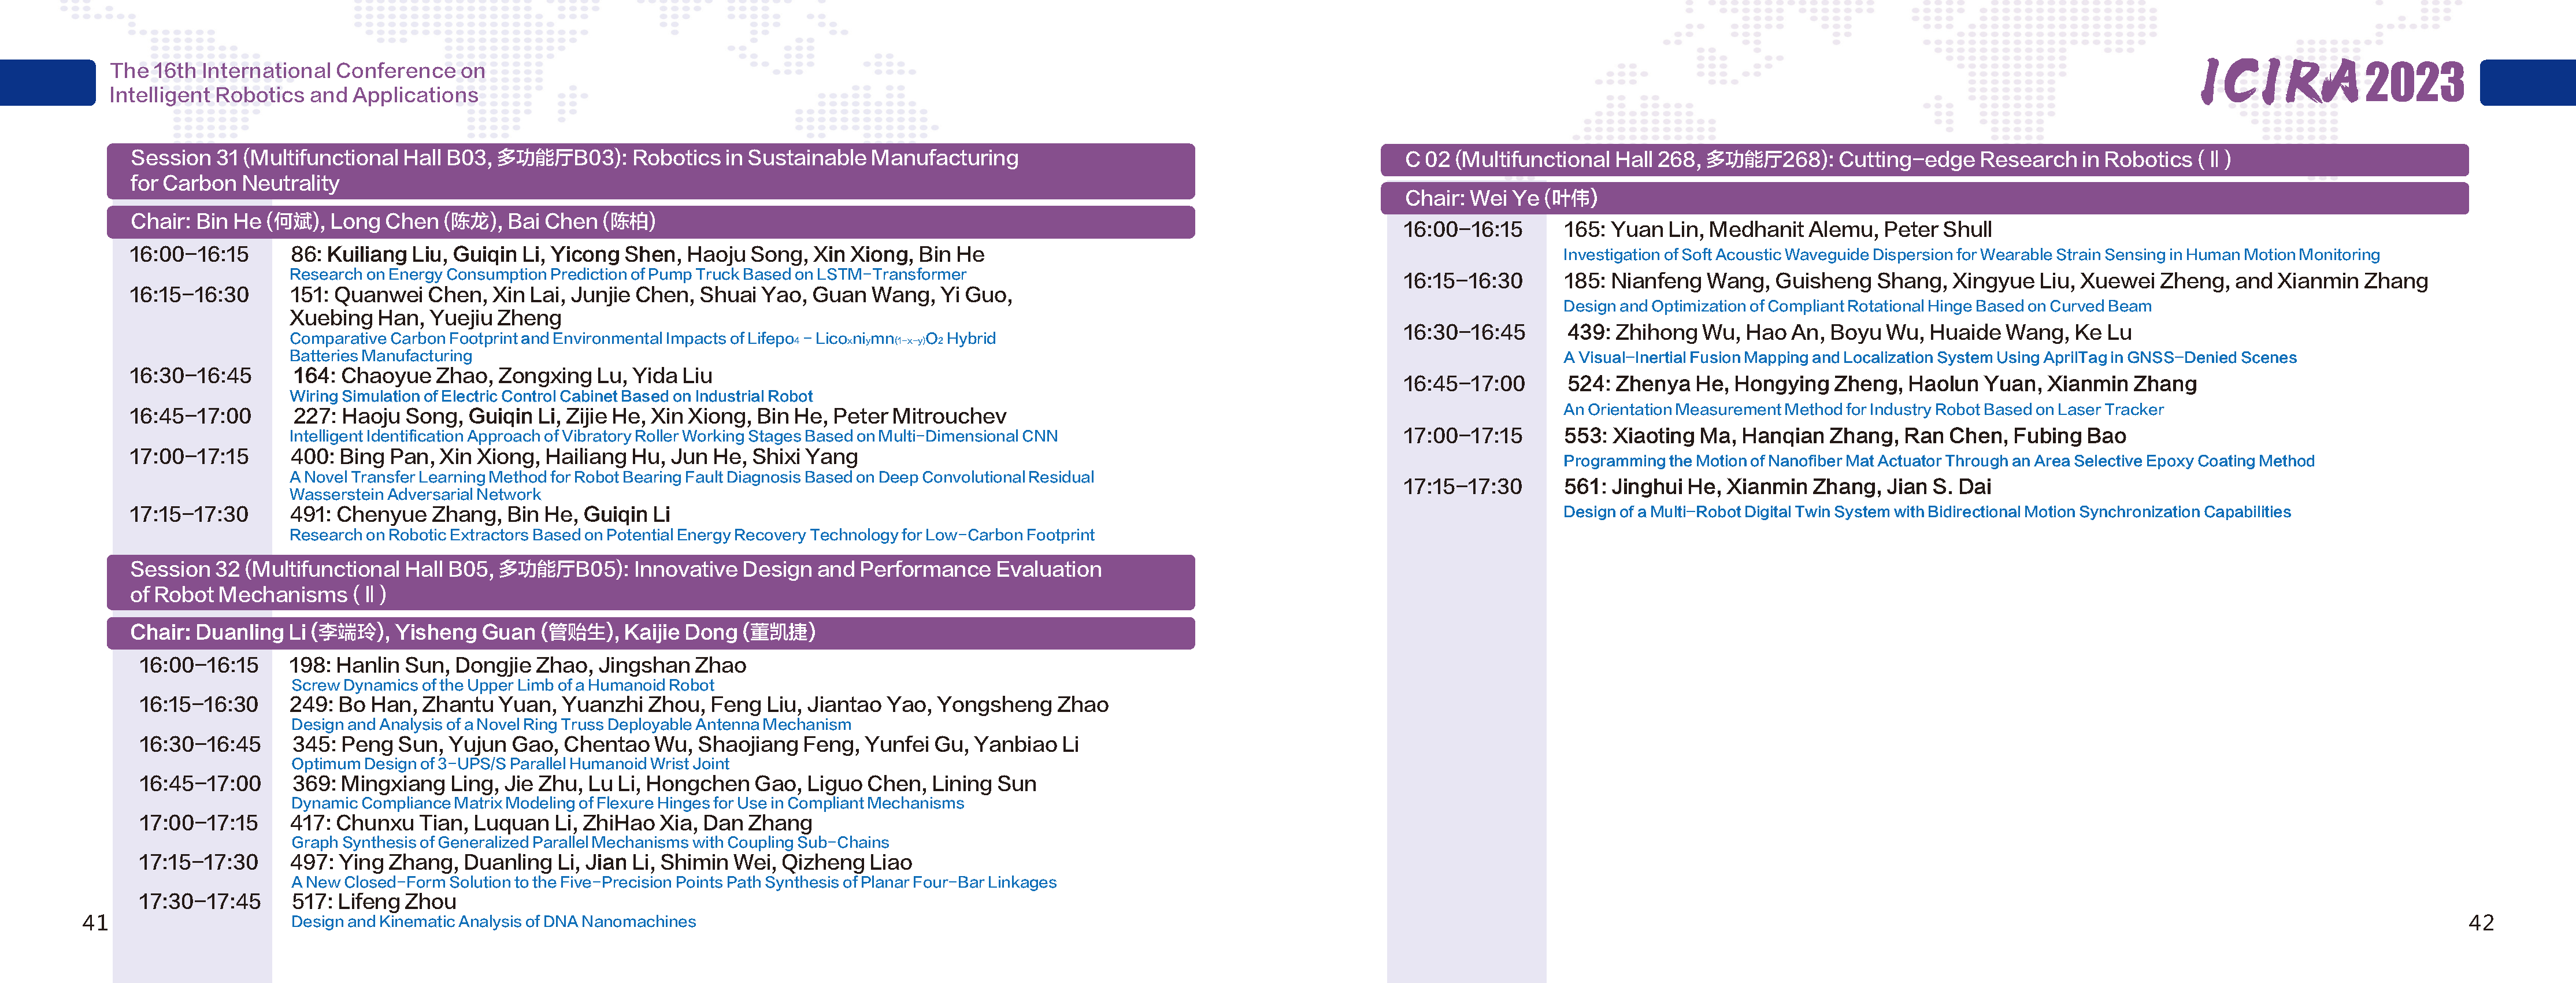 The 16th International Conference on
Intelligent Robotics and Applications
Session 31 (Multifunctional Hall B03, 多功能厅B03): Robotics in Sustainable Manufacturing
for Carbon Neutrality
Chair: Bin He (何斌), Long Chen (陈龙), Bai Chen (陈柏)
16:00-16:15 86: Kuiliang Liu, Guiqin Li, Yicong Shen, Haoju Song, Xin Xiong, Bin He
Research on Energy Consumption Prediction of Pump Truck Based on LSTM-Transformer
16:15-16:30 151: Quanwei Chen, Xin Lai, Junjie Chen, Shuai Yao, Guan Wang, Yi Guo,
Xuebing Han, Yuejiu Zheng
Comparative Carbon Footprint and Environmental Impacts of Lifepo4 - Licoxniymn(1-x-y)O2 Hybrid
Batteries Manufacturing
16:30-16:45 164: Chaoyue Zhao, Zongxing Lu, Yida Liu
Wiring Simulation of Electric Control Cabinet Based on Industrial Robot
16:45-17:00 227: Haoju Song, Guiqin Li, Zijie He, Xin Xiong, Bin He, Peter Mitrouchev
Intelligent Identification Approach of Vibratory Roller Working Stages Based on Multi-Dimensional CNN
17:00-17:15 400: Bing Pan, Xin Xiong, Hailiang Hu, Jun He, Shixi Yang
A Novel Transfer Learning Method for Robot Bearing Fault Diagnosis Based on Deep Convolutional Residual
Wasserstein Adversarial Network
17:15-17:30 491: Chenyue Zhang, Bin He, Guiqin Li
Research on Robotic Extractors Based on Potential Energy Recovery Technology for Low-Carbon Footprint
Session 32 (Multifunctional Hall B05, 多功能厅B05): Innovative Design and Performance Evaluation
of Robot Mechanisms (Ⅱ)
Chair: Duanling Li (李端玲), Yisheng Guan (管贻生), Kaijie Dong (董凯捷)
16:00-16:15 198: Hanlin Sun, Dongjie Zhao, Jingshan Zhao
Screw Dynamics of the Upper Limb of a Humanoid Robot
16:15-16:30 249: Bo Han, Zhantu Yuan, Yuanzhi Zhou, Feng Liu, Jiantao Yao, Yongsheng Zhao
Design and Analysis of a Novel Ring Truss Deployable Antenna Mechanism
16:30-16:45 345: Peng Sun, Yujun Gao, Chentao Wu, Shaojiang Feng, Yunfei Gu, Yanbiao Li
Optimum Design of 3-UPS/S Parallel Humanoid Wrist Joint
16:45-17:00 369: Mingxiang Ling, Jie Zhu, Lu Li, Hongchen Gao, Liguo Chen, Lining Sun
Dynamic Compliance Matrix Modeling of Flexure Hinges for Use in Compliant Mechanisms
17:00-17:15 417: Chunxu Tian, Luquan Li, ZhiHao Xia, Dan Zhang
Graph Synthesis of Generalized Parallel Mechanisms with Coupling Sub-Chains
17:15-17:30 497: Ying Zhang, Duanling Li, Jian Li, Shimin Wei, Qizheng Liao
A New Closed-Form Solution to the Five-Precision Points Path Synthesis of Planar Four-Bar Linkages
17:30-17:45 517: Lifeng Zhou
Design and Kinematic Analysis of DNA Nanomachines
41
ICIRA2023
C 02 (Multifunctional Hall 268, 多功能厅268): Cutting-edge Research in Robotics (Ⅱ)
Chair: Wei Ye (叶伟)
16:00-16:15 165: Yuan Lin, Medhanit Alemu, Peter Shull
Investigation of Soft Acoustic Waveguide Dispersion for Wearable Strain Sensing in Human Motion Monitoring
16:15-16:30 185: Nianfeng Wang, Guisheng Shang, Xingyue Liu, Xuewei Zheng, and Xianmin Zhang
Design and Optimization of Compliant Rotational Hinge Based on Curved Beam
16:30-16:45 439: Zhihong Wu, Hao An, Boyu Wu, Huaide Wang, Ke Lu
A Visual-Inertial Fusion Mapping and Localization System Using AprilTag in GNSS-Denied Scenes
16:45-17:00 524: Zhenya He, Hongying Zheng, Haolun Yuan, Xianmin Zhang
An Orientation Measurement Method for Industry Robot Based on Laser Tracker
17:00-17:15 553: Xiaoting Ma, Hanqian Zhang, Ran Chen, Fubing Bao
Programming the Motion of Nanofiber Mat Actuator Through an Area Selective Epoxy Coating Method
17:15-17:30 561: Jinghui He, Xianmin Zhang, Jian S. Dai
Design of a Multi-Robot Digital Twin System with Bidirectional Motion Synchronization Capabilities
42